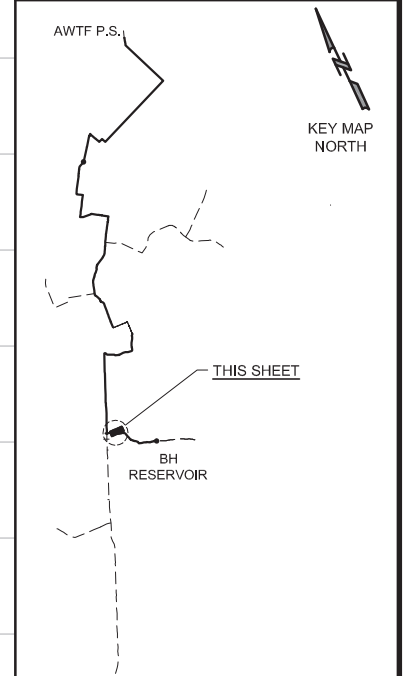 AWTF P.S.
KEY MAP
NORTH
THIS SHEET
BH
RESERVOIR